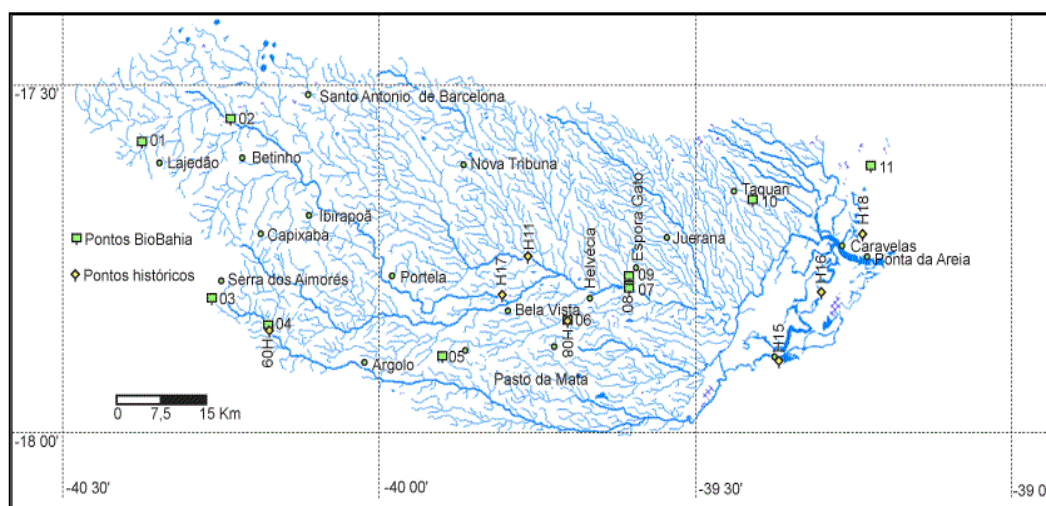 -17 30'
Santo Antonio de Barcelona
02
01
Lajedão
Betinho
Nova Tribuna
11
Taquari
10
Ibirapoã
Espora Gato
H18
Pontos BioBahia
Capixaba
H11
Juerana
Caravelas
Ponta da Areia
Pontos históricos
Serra dos Aimorés
Portela
H17
Helvécia
09
07
08
H16
03
Bela Vista
06
04
H09
H08
H15
05
Argolo
Pasto da Mata
0 7,5 15 Km
-18 00'
-40 30'
-40 00'
-39 30'